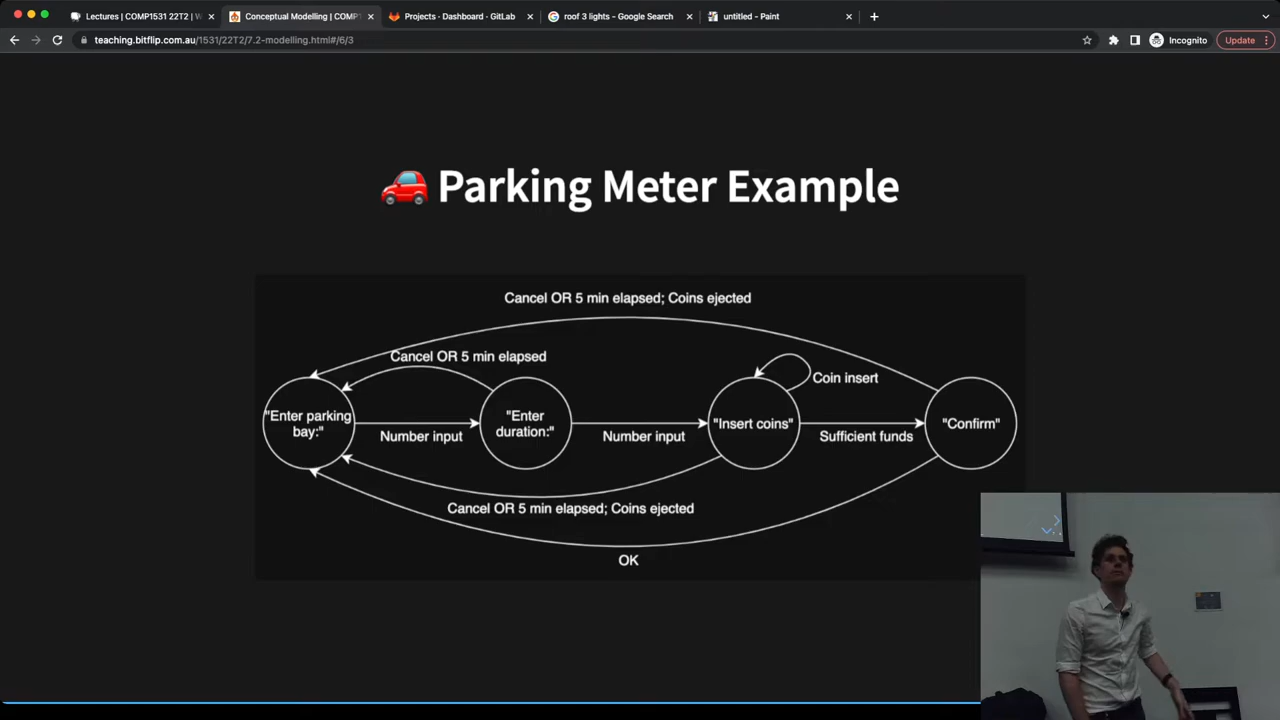 Lectures | COMP1531 22T2 | W
Conceptual Modelling | COMP1
Projects · Dashboard · GitLab
roof 3 lights - Google Search
untitled - Paint
teaching.bitflip.com.au/1531/22T2/7.2-modelling.html#/6/3
Incognito
Update
Parking Meter Example
Cancel OR 5 min elapsed; Coins ejected
Cancel OR 5 min elapsed
Coin insert
"Enter parking
bay:"
Number input
"Enter
duration:"
Number input
"Insert coins"
Sufficient funds
"Confirm"
Cancel OR 5 min elapsed; Coins ejected
OK